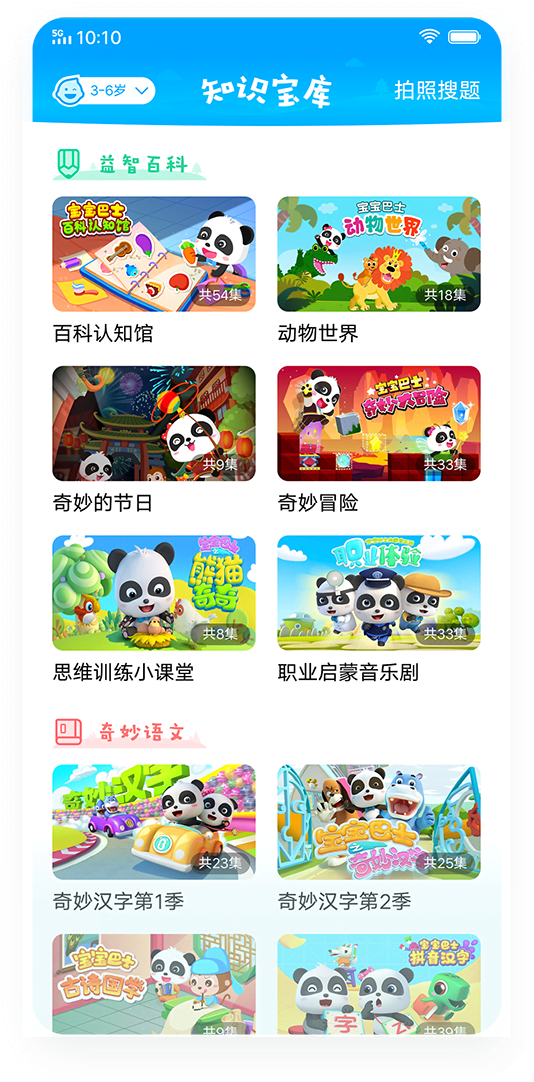 5G 10:10
3-6岁
知识宝库
拍照搜题
益智百科
宝宝巴士
百科认知馆
共54集
宝宝巴士
动物世界
共18集
百科认知馆
动物世界
共9集
宝宝巴士
奇妙大冒险
共33集
奇妙的节日
奇妙冒险
宝宝巴士之
熊猫
奇奇
共8集
职业体验
共33集
思维训练小课堂
职业启蒙音乐剧
奇妙语文
奇妙汉字
共23集
宝宝巴士
之
奇妙汉字
共25集
奇妙汉字第1季
奇妙汉字第2季
宝宝巴士
古诗国学
共9集
宝宝巴士
拼音汉字
字
Z
共39集